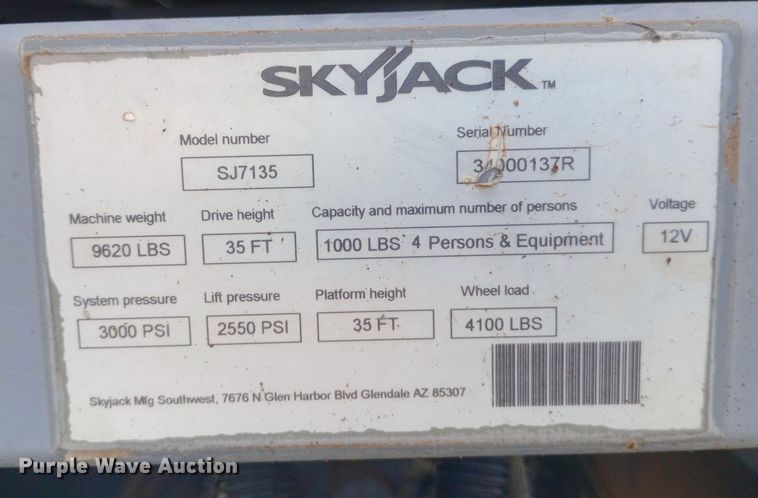 SKYJACK™
Model number Serial Number
SJ7135 34000137R
Machine weight Drive height Capacity and maximum number of persons Voltage
9620 LBS 35 FT 1000 LBS 4 Persons & Equipment 12V
System pressure Lift pressure Platform height Wheel load
3000 PSI 2550 PSI 35 FT 4100 LBS
Skyjack Mfg Southwest, 7676 N Glen Harbor Blvd Glendale AZ 85307
Purple Wave Auction